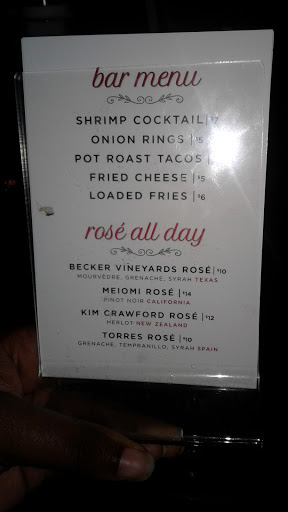 bar menu
SHRIMP COCKTAIL | $7
ONION RINGS | $5
POT ROAST TACOS |
FRIED CHEESE | $5
LOADED FRIES | $6
rosé all day
BECKER VINEYARDS ROSÉ | $10
MOURVÈDRE, GRENACHE, SYRAH TEXAS
MEIOMI ROSÉ | $14
PINOT NOIR CALIFORNIA
KIM CRAWFORD ROSÉ | $12
MERLOT NEW ZEALAND
TORRES ROSÉ | $10
GRENACHE, TEMPRANILLO, SYRAH SPAIN